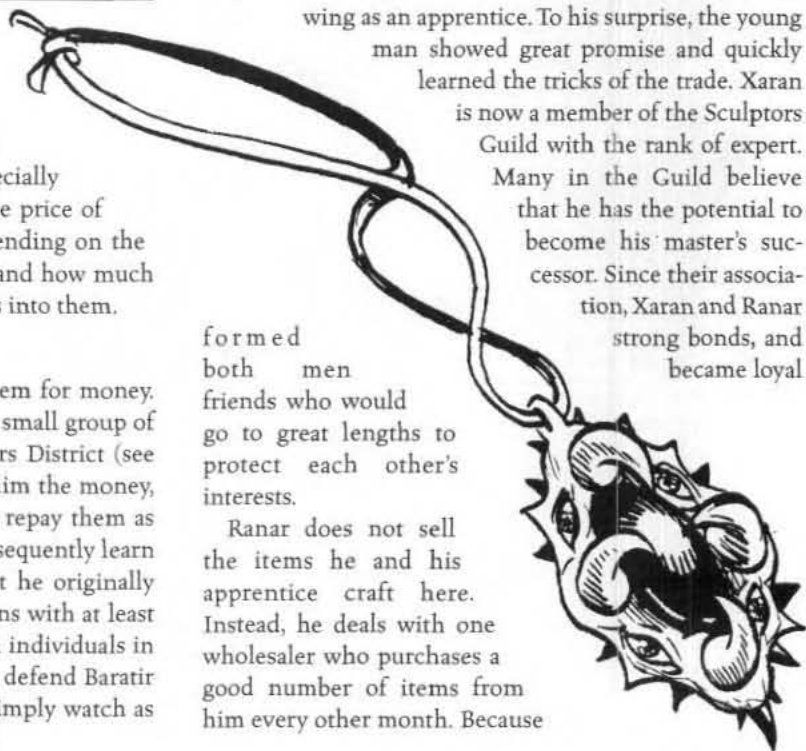 ecially
e price of
ending on the
and how much
s into them.
em for money.
small group of
rs District (see
im the money,
repay them as
sequently learn
t he originally
ns with at least
individuals in
defend Baratir
imply watch as
wing as an apprentice. To his surprise, the young
man showed great promise and quickly
learned the tricks of the trade. Xaran
is now a member of the Sculptors
Guild with the rank of expert.
Many in the Guild believe
that he has the potential to
become his master's suc-
cessor. Since their associa-
tion, Xaran and Ranar
formed strong bonds, and
both men became loyal
friends who would
go to great lengths to
protect each other's
interests.
Ranar does not sell
the items he and his
apprentice craft here.
Instead, he deals with one
wholesaler who purchases a
good number of items from
him every other month. Because